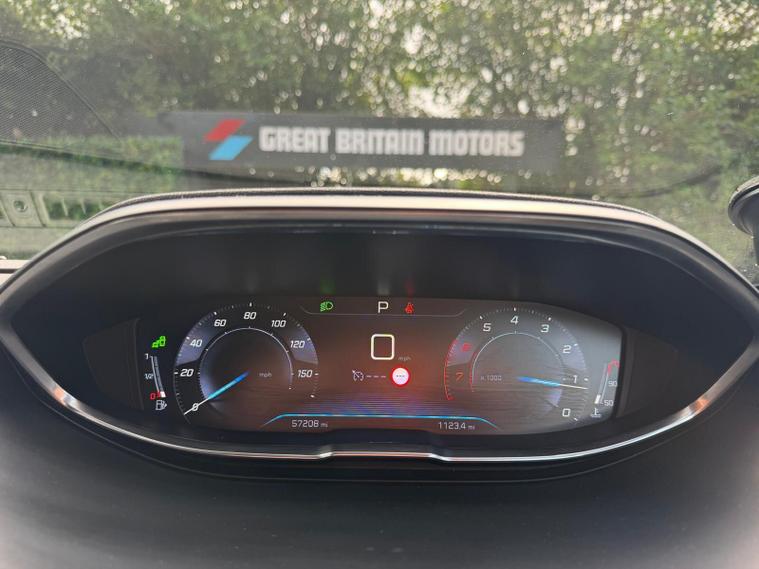 GREAT BRITAIN MOTORS
P
0 mph
0 20 40 60 80 100 120 150
mph
1 1/2 0
7 6 5 4 3 2 1 0
x 1000
90 50
57208 mi
1123.4 mi